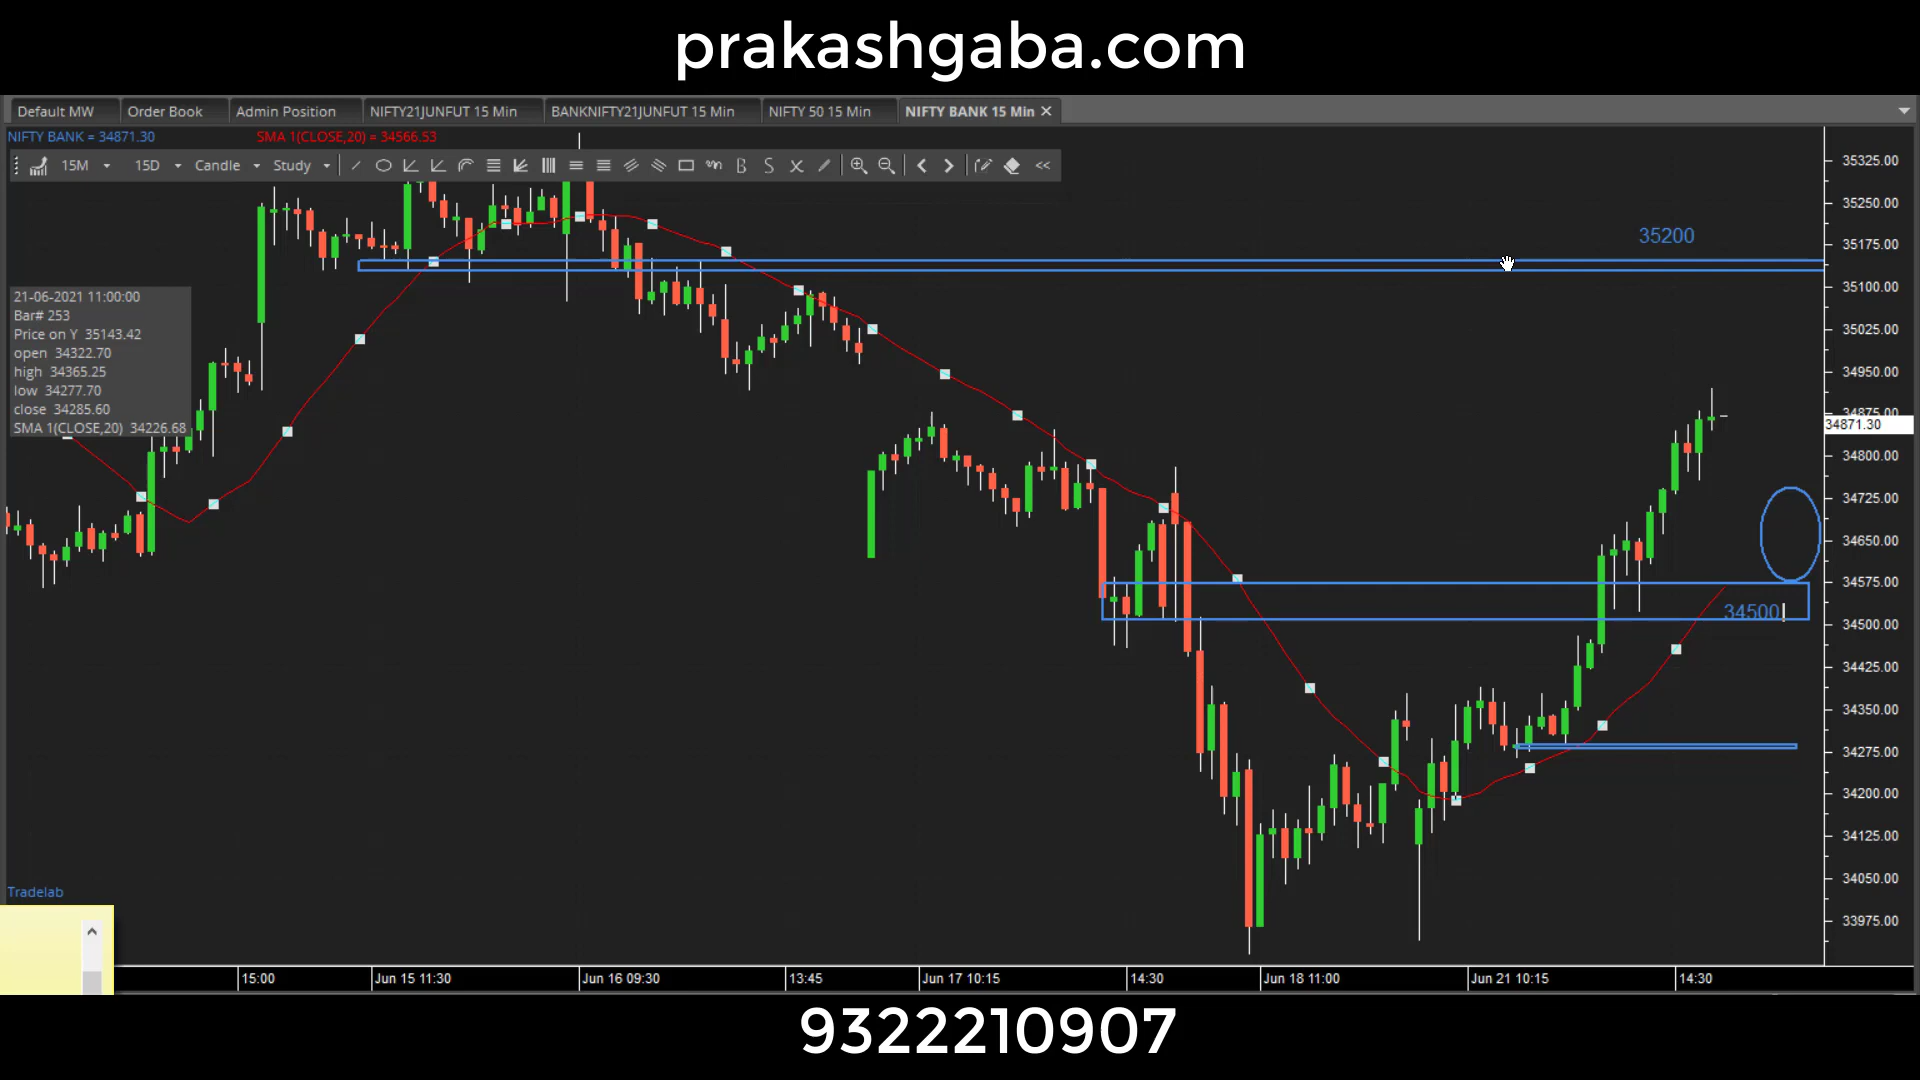 prakashgaba.com
Default MW Order Book Admin Position NIFTY21JUNFUT 15 Min BANKNIFTY21JUNFUT 15 Min NIFTY 50 15 Min NIFTY BANK 15 Min
NIFTY BANK = 34871.30 SMA 1(CLOSE,20) = 34566.53
15M 15D Candle Study B S X <<
35325.00
35250.00
35200
35175.00
35100.00
21-06-2021 11:00:00
Bar# 253
Price on Y 35143.42
open 34322.70
high 34365.25
low 34277.70
close 34285.60
SMA 1(CLOSE,20) 34226.68
35025.00
34950.00
34875.00
34871.30
34800.00
34725.00
34650.00
34575.00
34500
34500.00
34425.00
34350.00
34275.00
34200.00
34125.00
34050.00
Tradelab
33975.00
15:00 Jun 15 11:30 Jun 16 09:30 13:45 Jun 17 10:15 14:30 Jun 18 11:00 Jun 21 10:15 14:30
9322210907